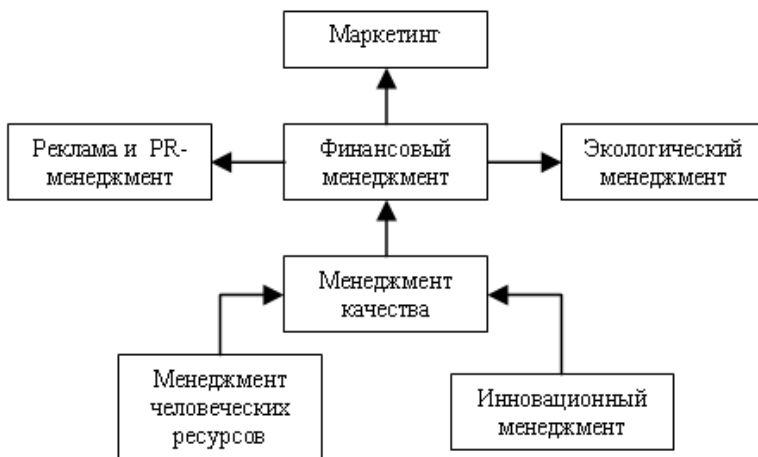 Маркетинг
Реклама и PR-
менеджмент
Финансовый
менеджмент
Экологический
менеджмент
Менеджмент
качества
Менеджмент
человеческих
ресурсов
Инновационный
менеджмент